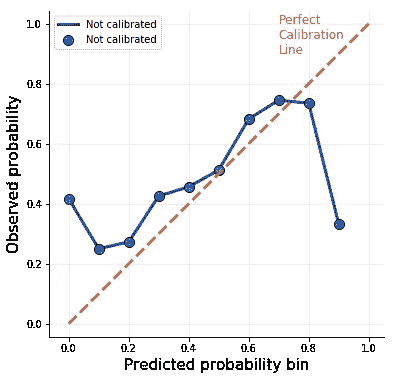 Not calibrated
Not calibrated
Perfect
Calibration
Line
Observed probability
1.0
0.8
0.6
0.4
0.2
0.0
0.0 0.2 0.4 0.6 0.8 1.0
Predicted probability bin